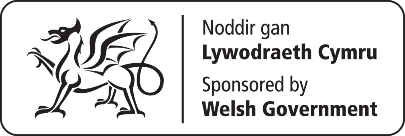 Noddir gan
Lywodraeth Cymru
Sponsored by
Welsh Government